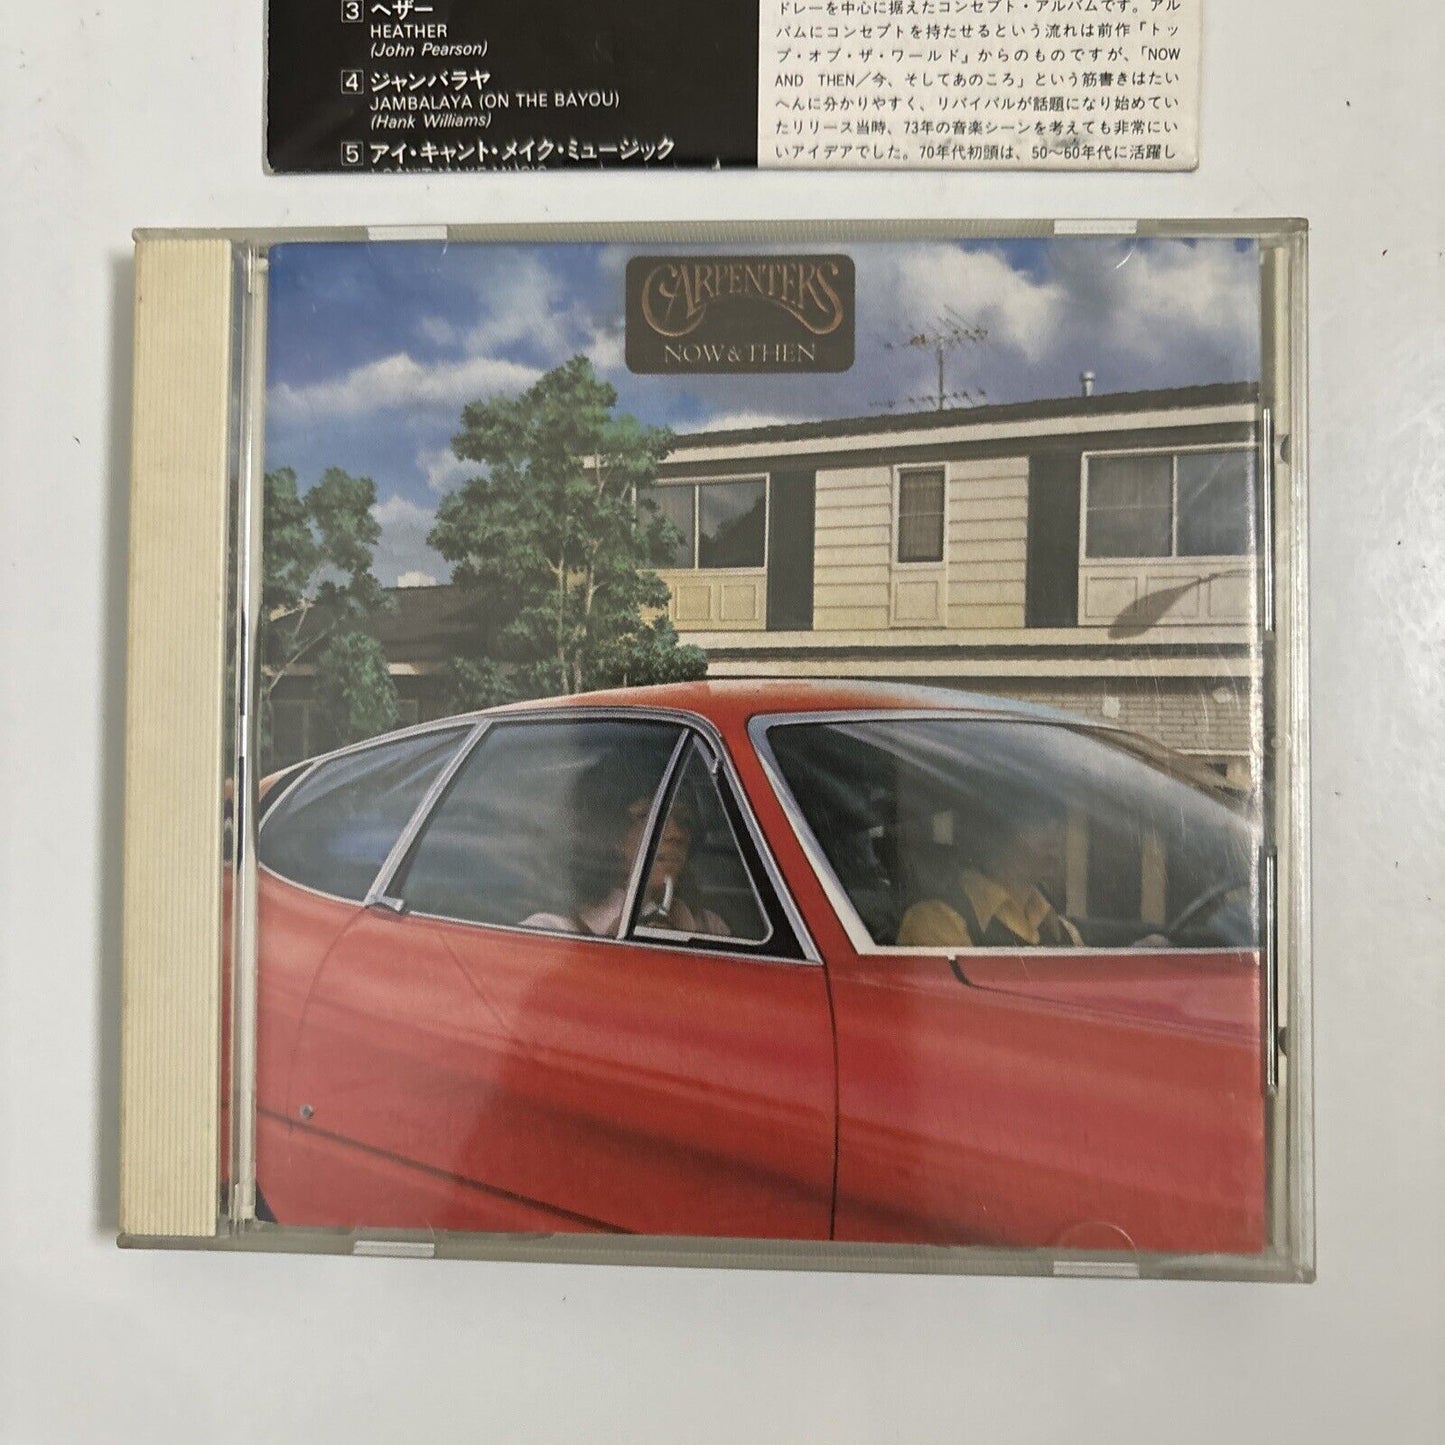 3 ヘザー
HEATHER
(John Pearson)
4 ジャンバラヤ
JAMBALAYA (ON THE BAYOU)
(Hank Williams)
5 アイ・キャント・メイク・ミュージック
I CAN'T MAKE MUSIC
ドレーを中心に据えたコンセプト・アルバムです。アル
バムにコンセプトを持たせるという流れは前作『トッ
プ・オブ・ザ・ワールド』からのものですが、「NOW
AND THEN／今、そしてあのころ」という筋書きはたい
へんに分かりやすく、リバイバルが話題になり始めてい
たリリース当時、73年の音楽シーンを考えても非常にい
いアイデアでした。70年代初頭は、50〜60年代に活躍し
CARPENTERS
NOW & THEN